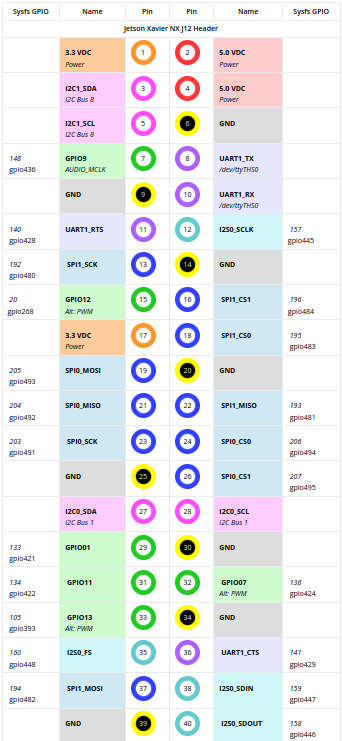 Sysfs GPIO Name Pin Pin Name Sysfs GPIO
Jetson Xavier NX J12 Header
3.3 VDC 1 2 5.0 VDC
Power Power
I2C1_SDA 3 4 5.0 VDC
I2C Bus 8 Power
I2C1_SCL 5 6 GND
I2C Bus 8
148 GPIO9 7 8 UART1_TX
gpio436 AUDIO_MCLK /dev/ttyTHS0
GND 9 10 UART1_RX
/dev/ttyTHS0
140 UART1_RTS 11 12 I2S0_SCLK 157
gpio428 gpio445
192 SPI1_SCK 13 14 GND
gpio480
20 GPIO12 15 16 SPI1_CS1 196
gpio268 Alt: PWM gpio484
3.3 VDC 17 18 SPI1_CS0 195
Power gpio483
205 SPI0_MOSI 19 20 GND
gpio493
204 SPI0_MISO 21 22 SPI1_MISO 193
gpio492 gpio481
203 SPI0_SCK 23 24 SPI0_CS0 206
gpio491 gpio494
GND 25 26 SPI0_CS1 207
gpio495
I2C0_SDA 27 28 I2C0_SCL
I2C Bus 1 I2C Bus 1
133 GPIO01 29 30 GND
gpio421
134 GPIO11 31 32 GPIO07 136
gpio422 Alt: PWM gpio424
105 GPIO13 33 34 GND
gpio393 Alt: PWM
160 I2S0_FS 35 36 UART1_CTS 141
gpio448 gpio429
194 SPI1_MOSI 37 38 I2S0_SDIN 159
gpio482 gpio447
GND 39 40 I2S0_SDOUT 158
gpio446